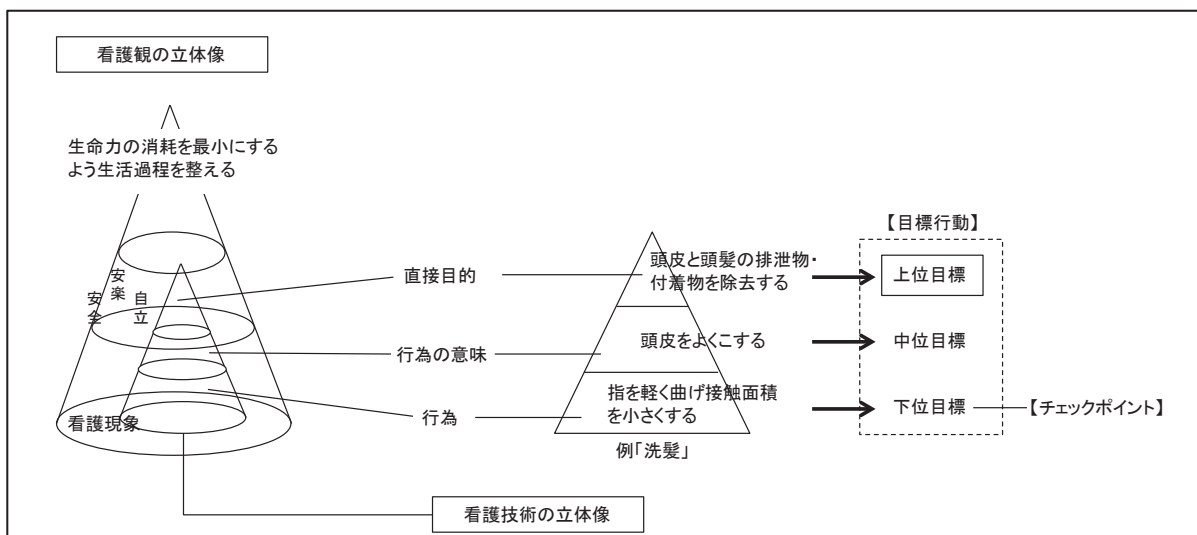 看護観の立体像
生命力の消耗を最小にする
よう生活過程を整える
安楽
安全
自立
看護現象
直接目的
行為の意味
行為
看護技術の立体像
頭皮と頭髪の排泄物・
付着物を除去する
頭皮をよくこする
指を軽く曲げ接触面積
を小さくする
例「洗髪」
【目標行動】
上位目標
中位目標
下位目標
【チェックポイント】